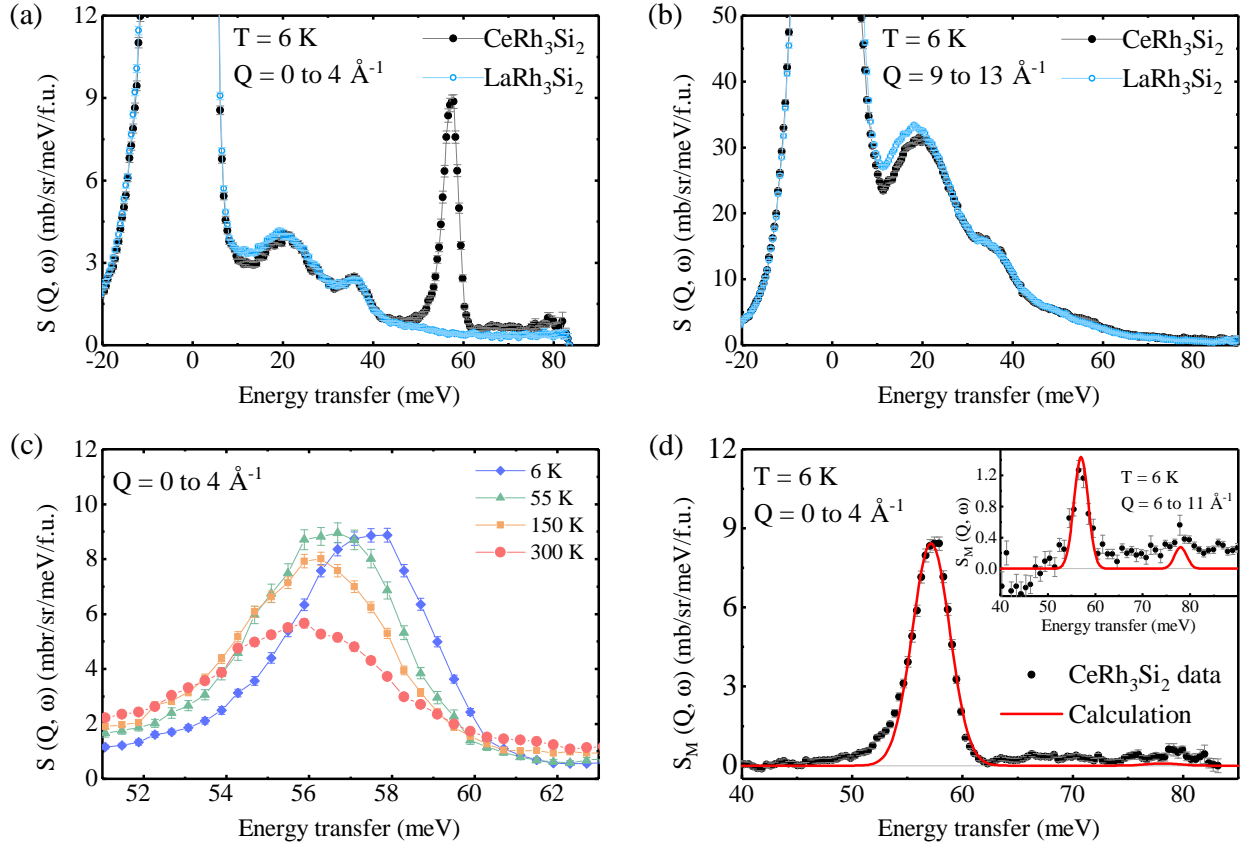 (a)
T = 6 K
Q = 0 to 4 Å⁻¹
CeRh₃Si₂
LaRh₃Si₂
S (Q, ω) (mb/sr/meV/f.u.)
12
9
6
3
0
-20 0 20 40 60 80
Energy transfer (meV)
(b)
T = 6 K
Q = 9 to 13 Å⁻¹
CeRh₃Si₂
LaRh₃Si₂
S (Q, ω) (mb/sr/meV/f.u.)
50
40
30
20
10
0
-20 0 20 40 60 80
Energy transfer (meV)
(c)
Q = 0 to 4 Å⁻¹
6 K
55 K
150 K
300 K
S (Q, ω) (mbr/sr/meV/f.u.)
12
10
8
6
4
2
0
52 54 56 58 60 62
Energy transfer (meV)
(d)
T = 6 K
Q = 0 to 4 Å⁻¹
S_M (Q, ω) (mb/sr/meV/f.u.)
12
9
6
3
0
40 50 60 70 80
Energy transfer (meV)
CeRh₃Si₂ data
Calculation
T = 6 K
Q = 6 to 11 Å⁻¹
S_M (Q, ω)
1.2
0.8
0.4
0.0
40 50 60 70 80
Energy transfer (meV)